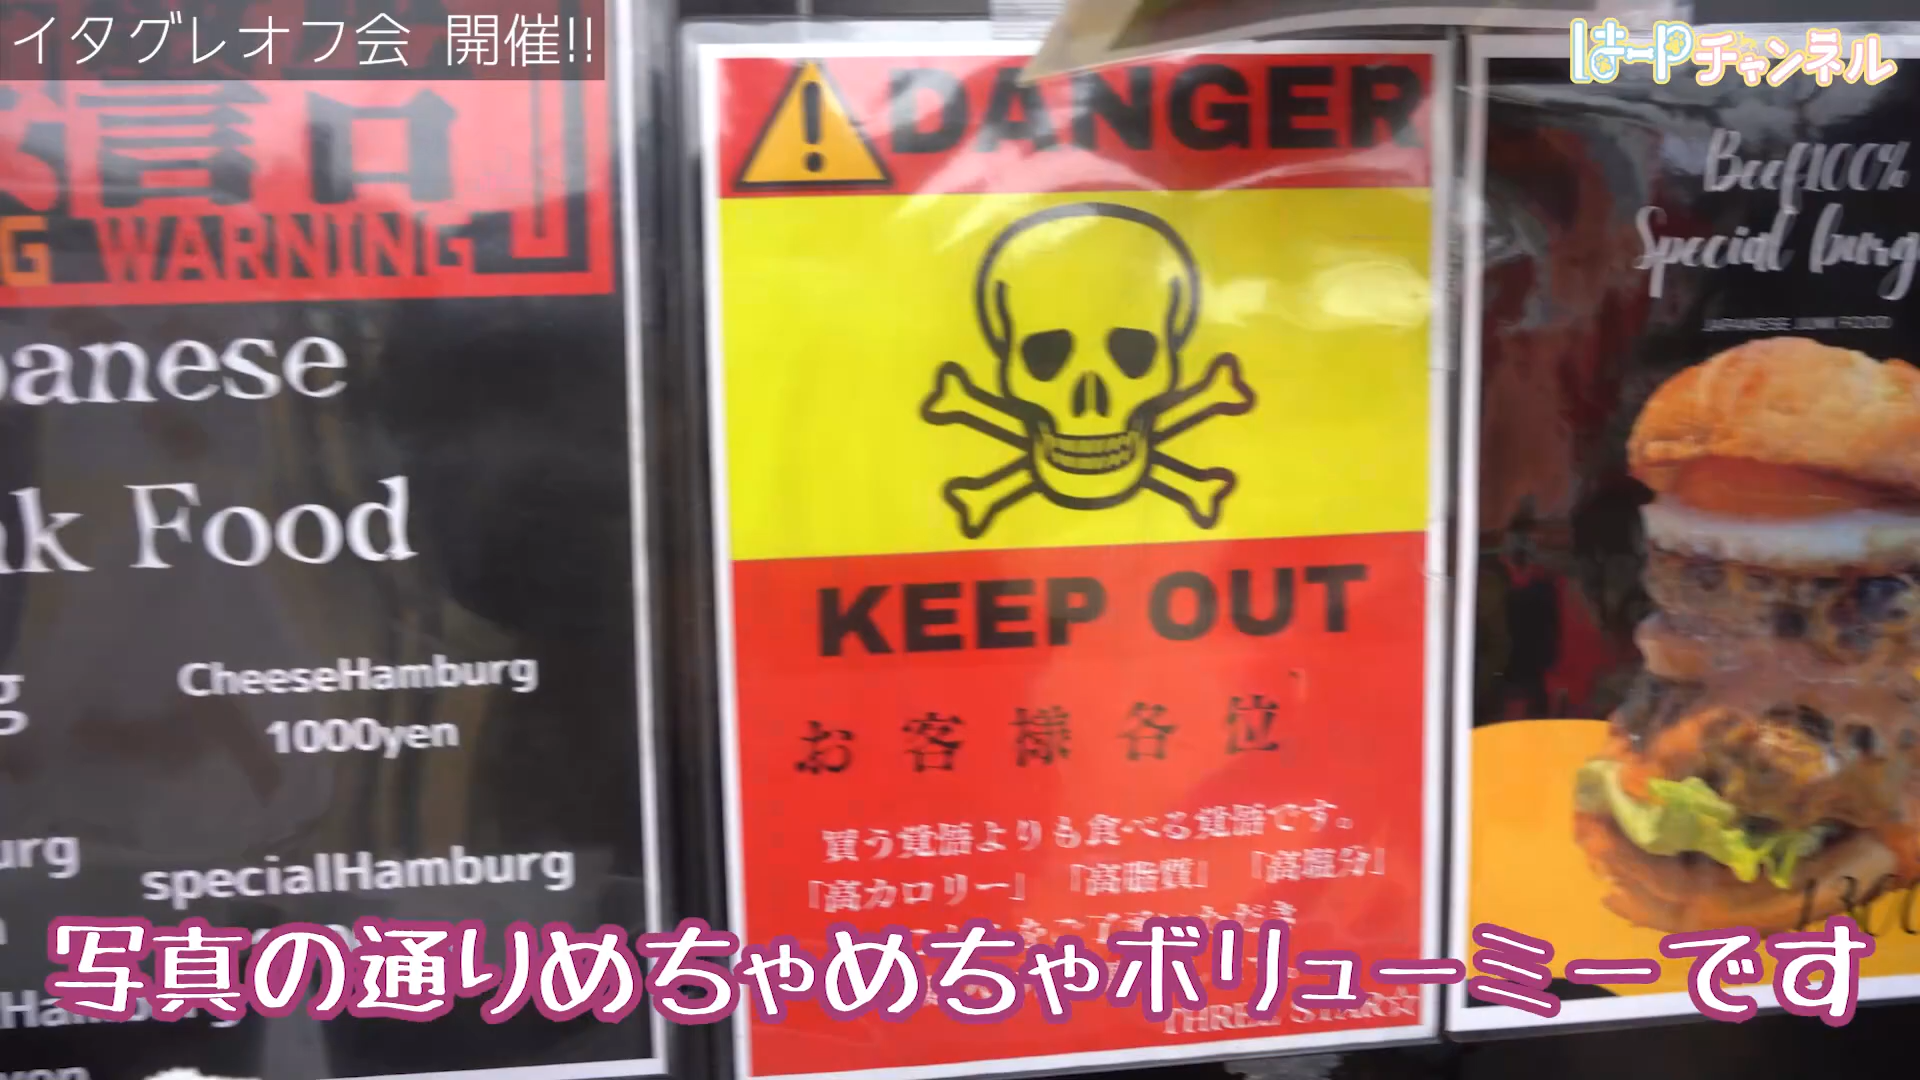 イタグレオフ会 開催!!
はーPチャンネル
言口」
G WARNING
panese
nk Food
CheeseHamburg
1000yen
specialHamburg
DANGER
KEEP OUT
お客様各位
買う覚悟よりも食べる覚悟です。
「高カロリー」「高脂質」「高塩分」
THREE STAR☆
Beef100%
Special burg
JAPANESE JUNK FOOD
写真の通りめちゃめちゃボリューミーです